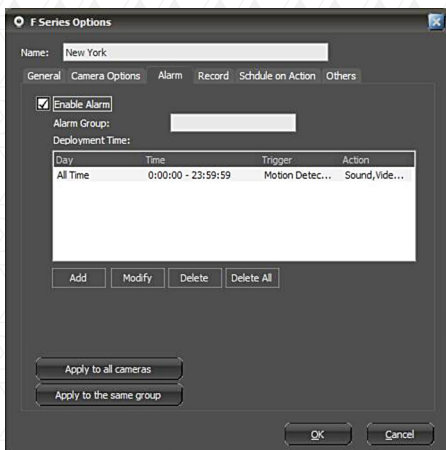 F Series Options
Name: New York
General Camera Options Alarm Record Schdule on Action Others
Enable Alarm
Alarm Group:
Deployment Time:
Day Time Trigger Action
All Time 0:00:00 - 23:59:59 Motion Detec... Sound,Vide...
Add Modify Delete Delete All
Apply to all cameras
Apply to the same group
OK Cancel